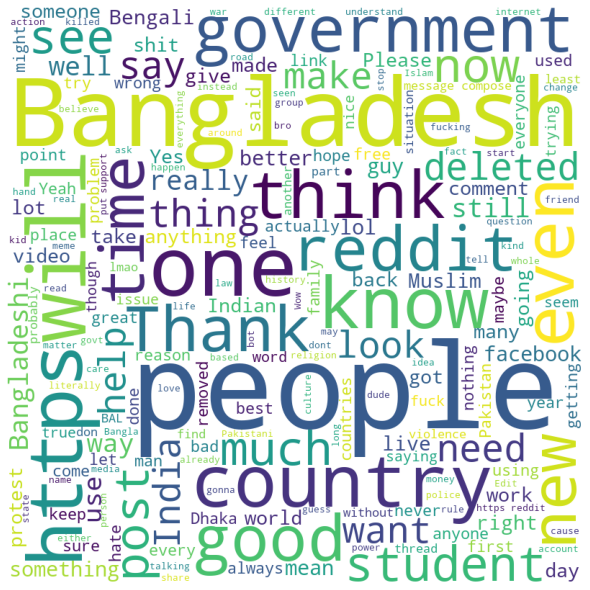 someone
action
killed
war
different
understand
internet
might
see
Bengali
government
shit
road
Islam
link
Please
used
well
say
give
made
make
now
least
change
try
wrong
instead
seen
stop
message compose
believe
everything
around
group
nice
situation
everyone
trying
Bangladesh
bro
fucking
said
point
Yes
ask
better
hope
free
fact
start
happen
part
guy
deleted
hand
Yeah
put
support
problem
really
another
think
comment
question
friend
real
lot
thing
actually
lol
still
kid
meme
place
take
anything
feel
kind
tell
whole
video
though
lmao
time
one
reddit
even
will
https
read
probably
issue
law
history
family
back
Muslim
maybe
going
seem
great
Indian
Wow
matter
govt
life
bot
may
dont
know
many
literally
reason
based
religion
idea
Bangladeshi
help
Thank
look
facebook
care
word
nothing
BAL
done
removed
love
culture
dude
got
fuck
year
getting
true
don
Bangla
best
people
Pakistan
new
way
find
Pakistani
long
countries
come
let
man
bad
already
much
live
violence
need
protest
state
media
name
person
use
India
gonna
country
saying
money
police
Edit
using
keep
Dhaka
world
guess
without
never
rule
work
https reddit
either
sure
post
hate
every
good
want
right
cause
anyone
something
talking
share
always
mean
power
thread
first
student
account
day